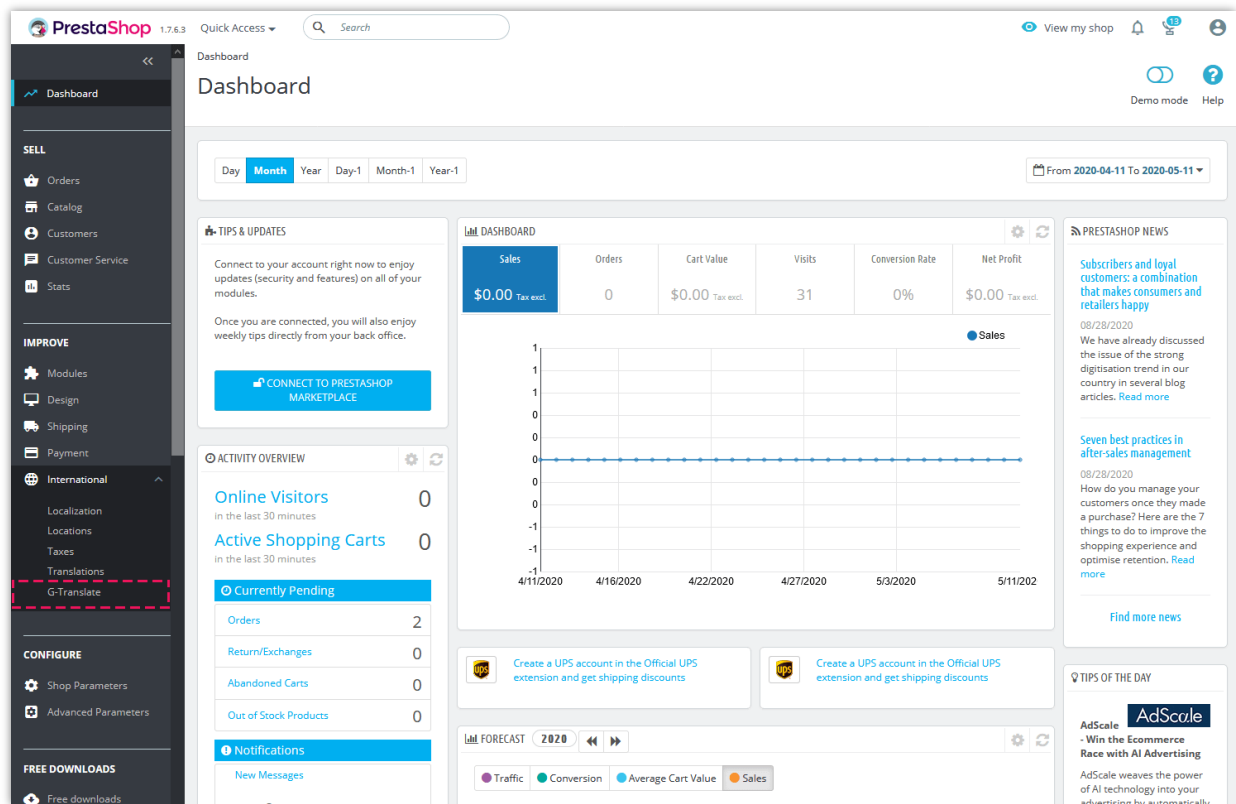 PrestaShop 1.7.6.3 Quick Access Search View my shop 13
Dashboard
Dashboard
Demo mode Help
Dashboard
SELL
Orders
Catalog
Customers
Customer Service
Stats
IMPROVE
Modules
Design
Shipping
Payment
International
Localization
Locations
Taxes
Translations
G-Translate
CONFIGURE
Shop Parameters
Advanced Parameters
FREE DOWNLOADS
Free downloads
Day Month Year Day-1 Month-1 Year-1
From 2020-04-11 To 2020-05-11
TIPS & UPDATES
Connect to your account right now to enjoy
updates (security and features) on all of your
modules.
Once you are connected, you will also enjoy
weekly tips directly from your back office.
CONNECT TO PRESTASHOP
MARKETPLACE
ACTIVITY OVERVIEW
Online Visitors 0
in the last 30 minutes
Active Shopping Carts 0
in the last 30 minutes
Currently Pending
Orders 2
Return/Exchanges 0
Abandoned Carts 0
Out of Stock Products 0
Notifications
New Messages
DASHBOARD
Sales Orders Cart Value Visits Conversion Rate Net Profit
$0.00 Tax excl. 0 $0.00 Tax excl. 31 0% $0.00 Tax excl.
Sales
1
1
1
0
0
0
0
0
-1
-1
-1
4/11/2020 4/16/2020 4/22/2020 4/27/2020 5/3/2020 5/11/202
Create a UPS account in the Official UPS
extension and get shipping discounts
Create a UPS account in the Official UPS
extension and get shipping discounts
FORECAST 2020
Traffic Conversion Average Cart Value Sales
PRESTASHOP NEWS
Subscribers and loyal
customers: a combination
that makes consumers and
retailers happy
08/28/2020
We have already discussed
the issue of the strong
digitisation trend in our
country in several blog
articles. Read more
Seven best practices in
after-sales management
08/28/2020
How do you manage your
customers once they made
a purchase? Here are the 7
things to do to improve the
shopping experience and
optimise retention. Read
more
Find more news
TIPS OF THE DAY
AdScale
AdScale
- Win the Ecommerce
Race with AI Advertising
AdScale weaves the power
of AI technology into your
advertising by automatically